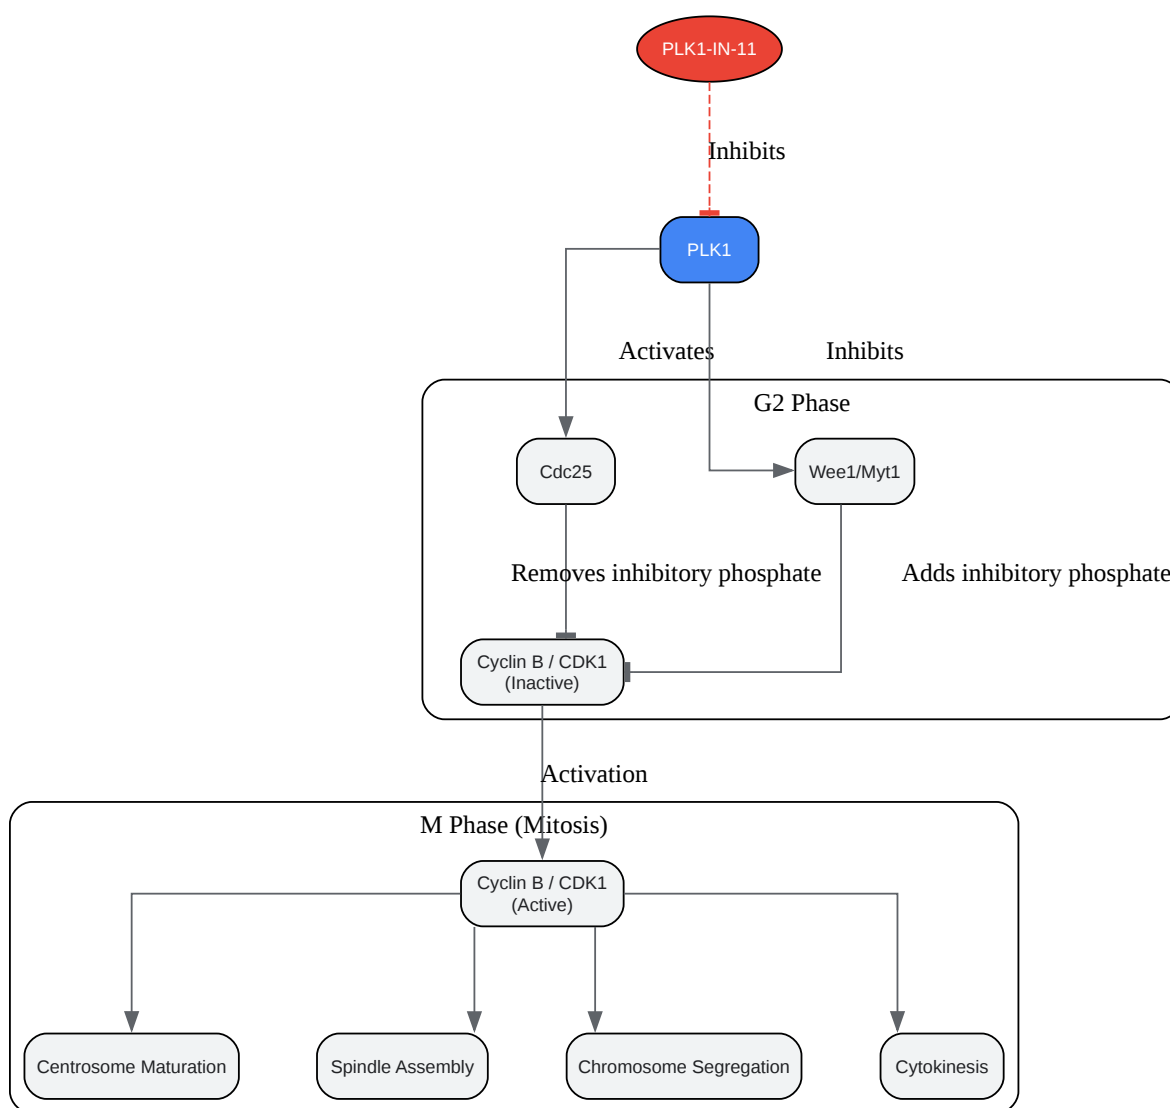 PLK1-IN-11
Inhibits
PLK1
Activates
Inhibits
G2 Phase
Cdc25
Wee1/Myt1
Removes inhibitory phosphate
Adds inhibitory phosphate
Cyclin B / CDK1
(Inactive)
Activation
M Phase (Mitosis)
Cyclin B / CDK1
(Active)
Centrosome Maturation
Spindle Assembly
Chromosome Segregation
Cytokinesis